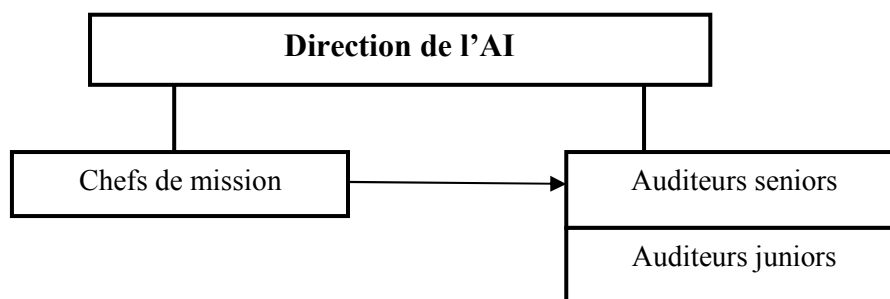 Direction de l’AI
Chefs de mission
Auditeurs seniors
Auditeurs juniors